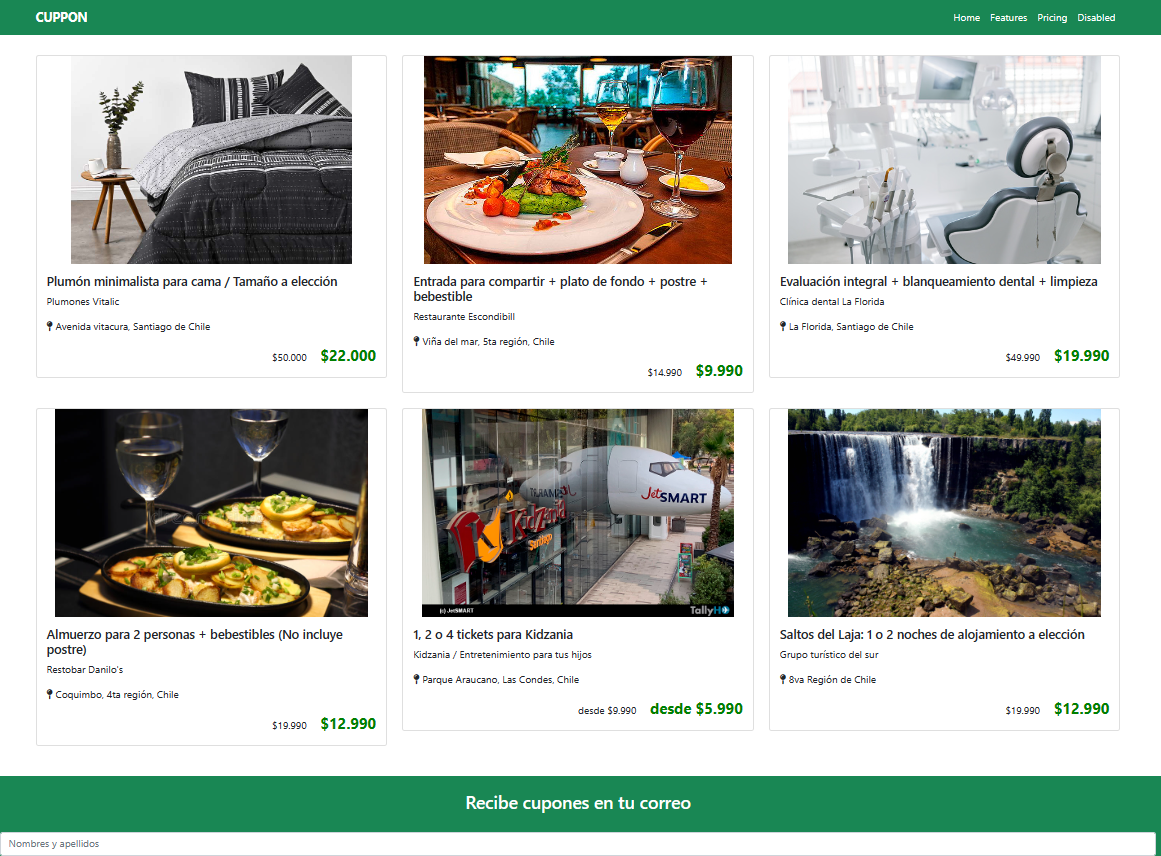 CUPPON
Home Features Pricing Disabled
Plumón minimalista para cama / Tamaño a elección
Plumones Vitalic
Avenida vitacura, Santiago de Chile
$50.000 $22.000
Entrada para compartir + plato de fondo + postre +
bebestible
Restaurante Escondibill
Viña del mar, 5ta región, Chile
$14.990 $9.990
Evaluación integral + blanqueamiento dental + limpieza
Clínica dental La Florida
La Florida, Santiago de Chile
$49.990 $19.990
Almuerzo para 2 personas + bebestibles (No incluye
postre)
Restobar Danilo's
Coquimbo, 4ta región, Chile
$19.990 $12.990
JetSMART
KidZania
Santiago
(c) JetSMART
TallyHO
1, 2 o 4 tickets para Kidzania
Kidzania / Entretenimiento para tus hijos
Parque Araucano, Las Condes, Chile
desde $9.990 desde $5.990
Saltos del Laja: 1 o 2 noches de alojamiento a elección
Grupo turístico del sur
8va Región de Chile
$19.990 $12.990
Recibe cupones en tu correo
Nombres y apellidos